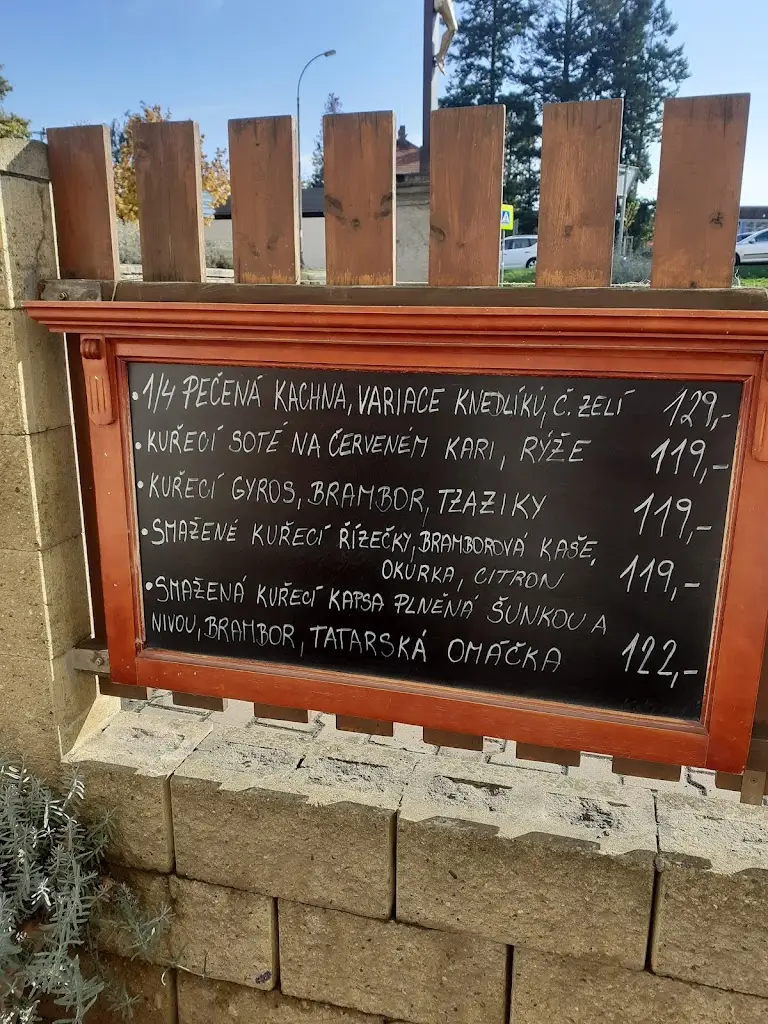 • 1/4 PEČENÁ KACHNA, VARIACE KNEDLÍKŮ, Č. ZELÍ 129,-
• KUŘECÍ SOTÉ NA ČERVENÉM KARI, RÝŽE 119,-
• KUŘECÍ GYROS, BRAMBOR, TZAZIKY 119,-
• SMAŽENÉ KUŘECÍ ŘÍZEČKY, BRAMBOROVÁ KAŠE,
OKURKA, CITRON 119,-
• SMAŽENÁ KUŘECÍ KAPSA PLNĚNÁ ŠUNKOU A
NIVOU, BRAMBOR, TATARSKÁ OMÁČKA 122,-